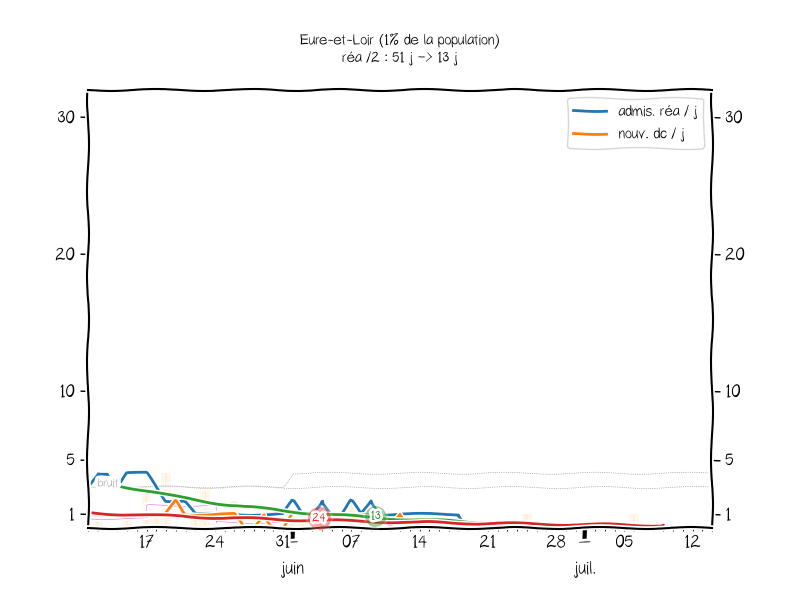 Eure-et-Loir (1% de la population)
réa /2 : 51 j -> 13 j
admis. réa / j
nouv. dc / j
30 30
20 20
10 10
5 5
bruit
1 1
24 13
17 24 31 07 14 21 28 05 12
juin juil.